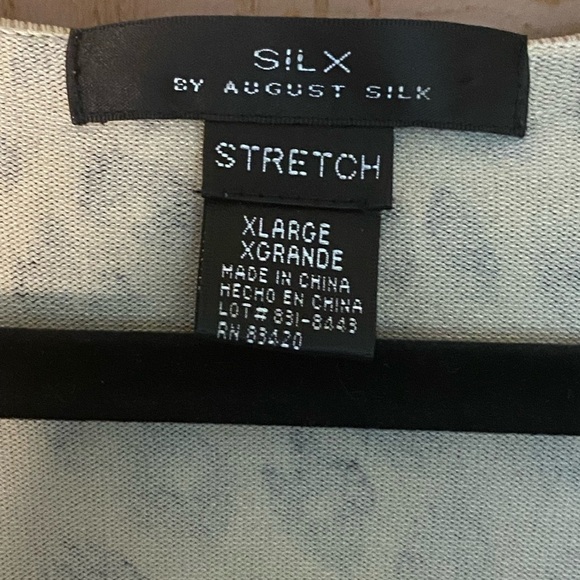 SILX
BY AUGUST SILK
STRETCH
XLARGE
XGRANDE
MADE IN CHINA
HECHO EN CHINA
LOT# 831-8443
RN 83420